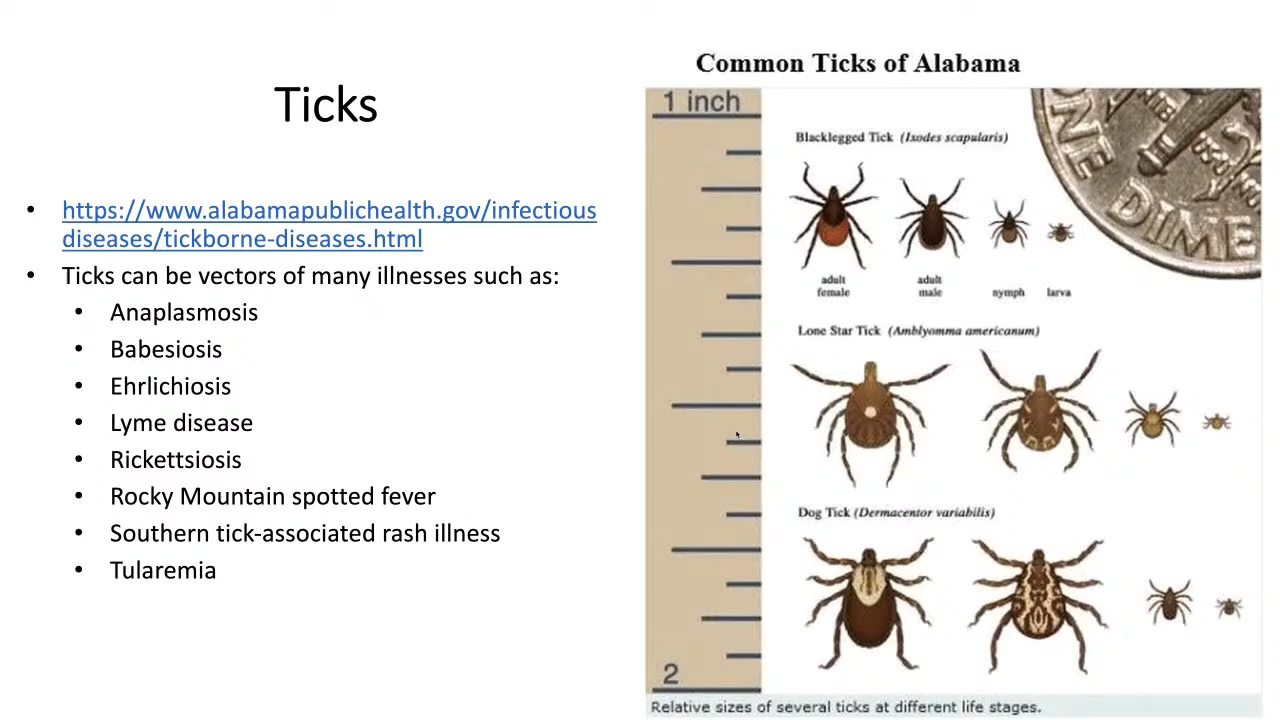 Ticks
https://www.alabamapublichealth.gov/infectious
diseases/tickborne-diseases.html
Ticks can be vectors of many illnesses such as:
Anaplasmosis
Babesiosis
Ehrlichiosis
Lyme disease
Rickettsiosis
Rocky Mountain spotted fever
Southern tick-associated rash illness
Tularemia
Common Ticks of Alabama
1 inch
Blacklegged Tick (Ixodes scapularis)
ONE DIME
adult female
adult male
nymph
larva
Lone Star Tick (Amblyomma americanum)
Dog Tick (Dermacentor variabilis)
2
Relative sizes of several ticks at different life stages.